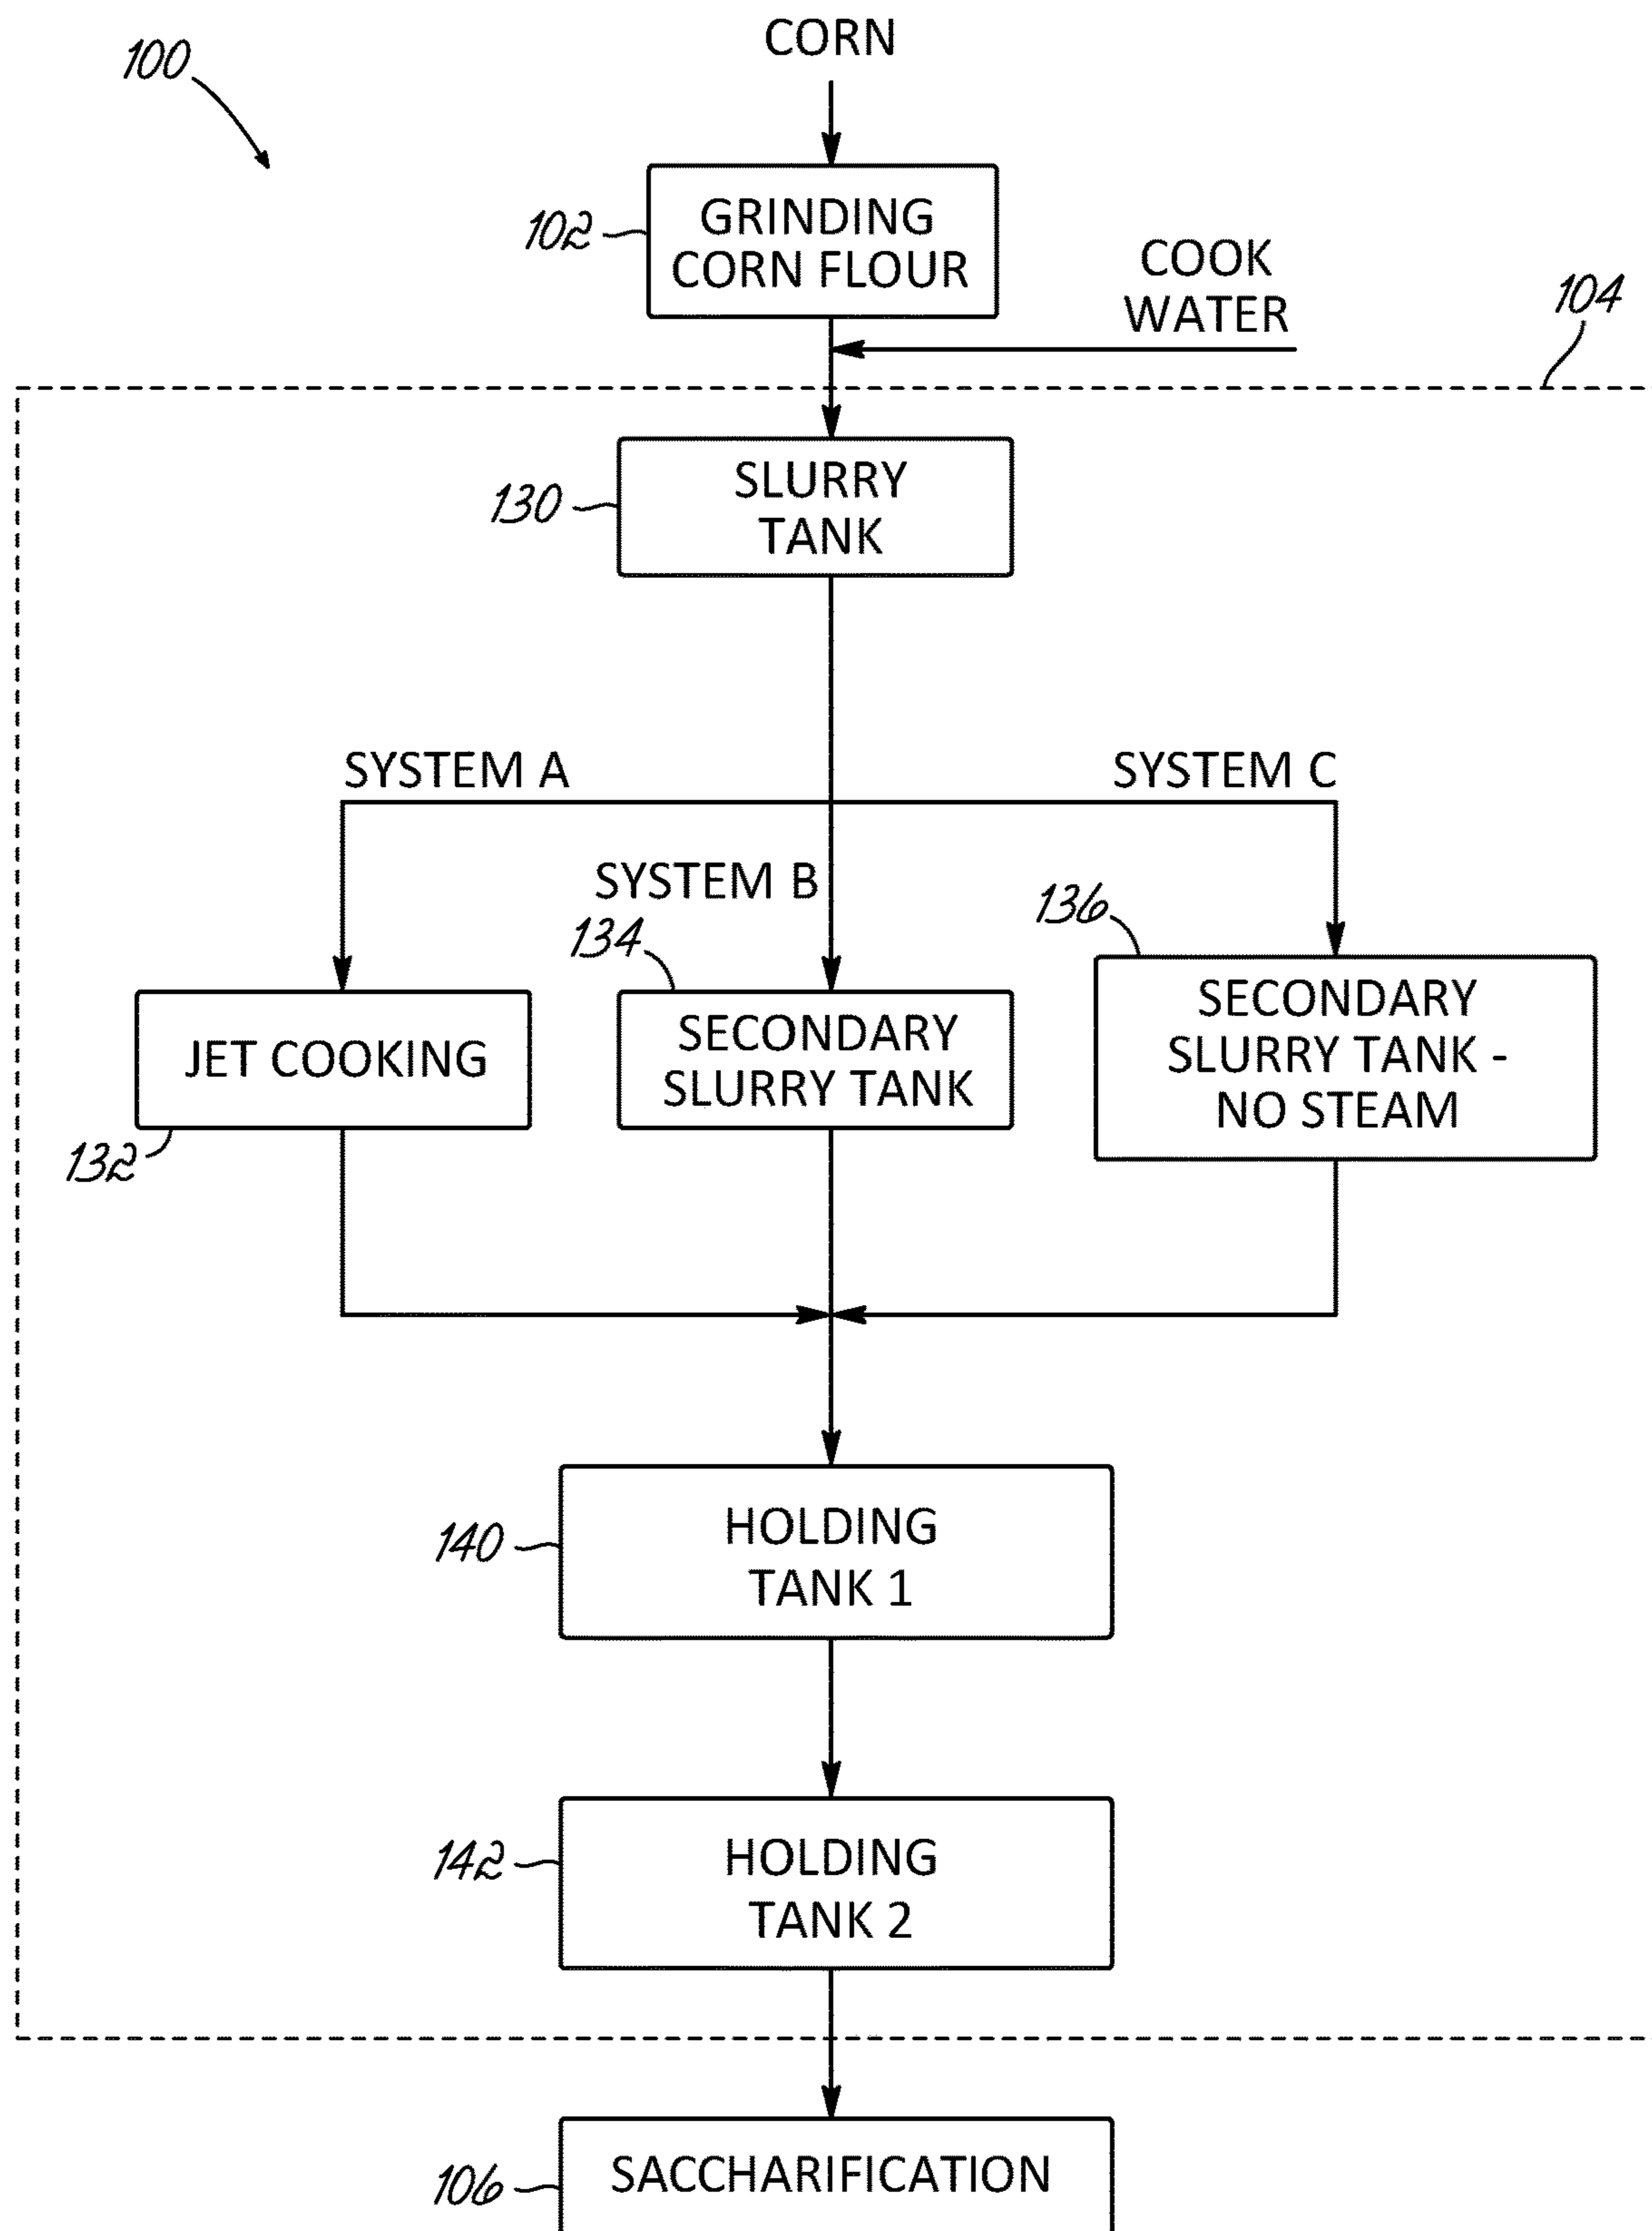 100
CORN
102
GRINDING
CORN FLOUR
COOK
WATER
104
130
SLURRY
TANK
SYSTEM A
SYSTEM C
SYSTEM B
134
136
JET COOKING
132
SECONDARY
SLURRY TANK
SECONDARY
SLURRY TANK -
NO STEAM
140
HOLDING
TANK 1
142
HOLDING
TANK 2
106
SACCHARIFICATION